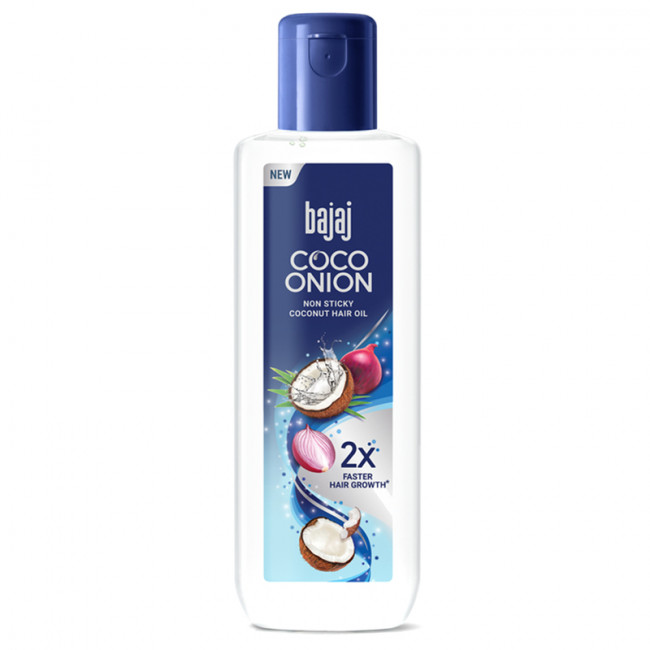 NEW
bajaj
COCO
ONION
NON STICKY
COCONUT HAIR OIL
2x
FASTER
HAIR GROWTH*